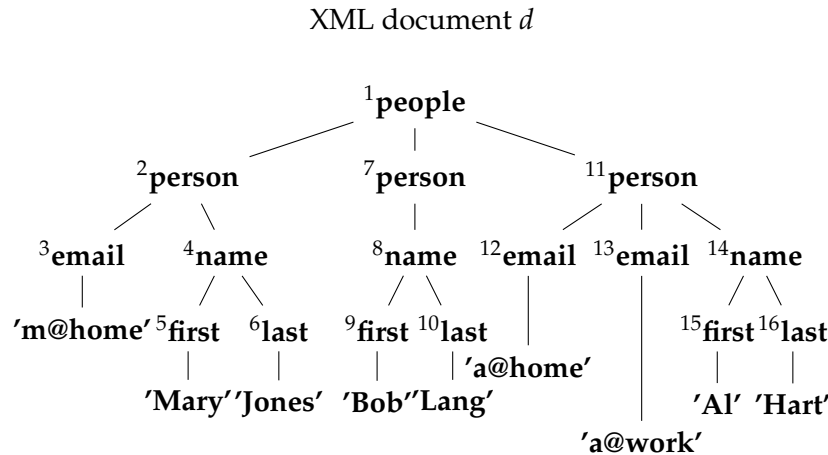 XML document d
1people
2person 7person 11person
3email 4name 8name 12email 13email 14name
'm@home' 5first 6last 9first 10last 'a@home' 15first 16last
'Mary' 'Jones' 'Bob' 'Lang' 'Al' 'Hart'
'a@work'